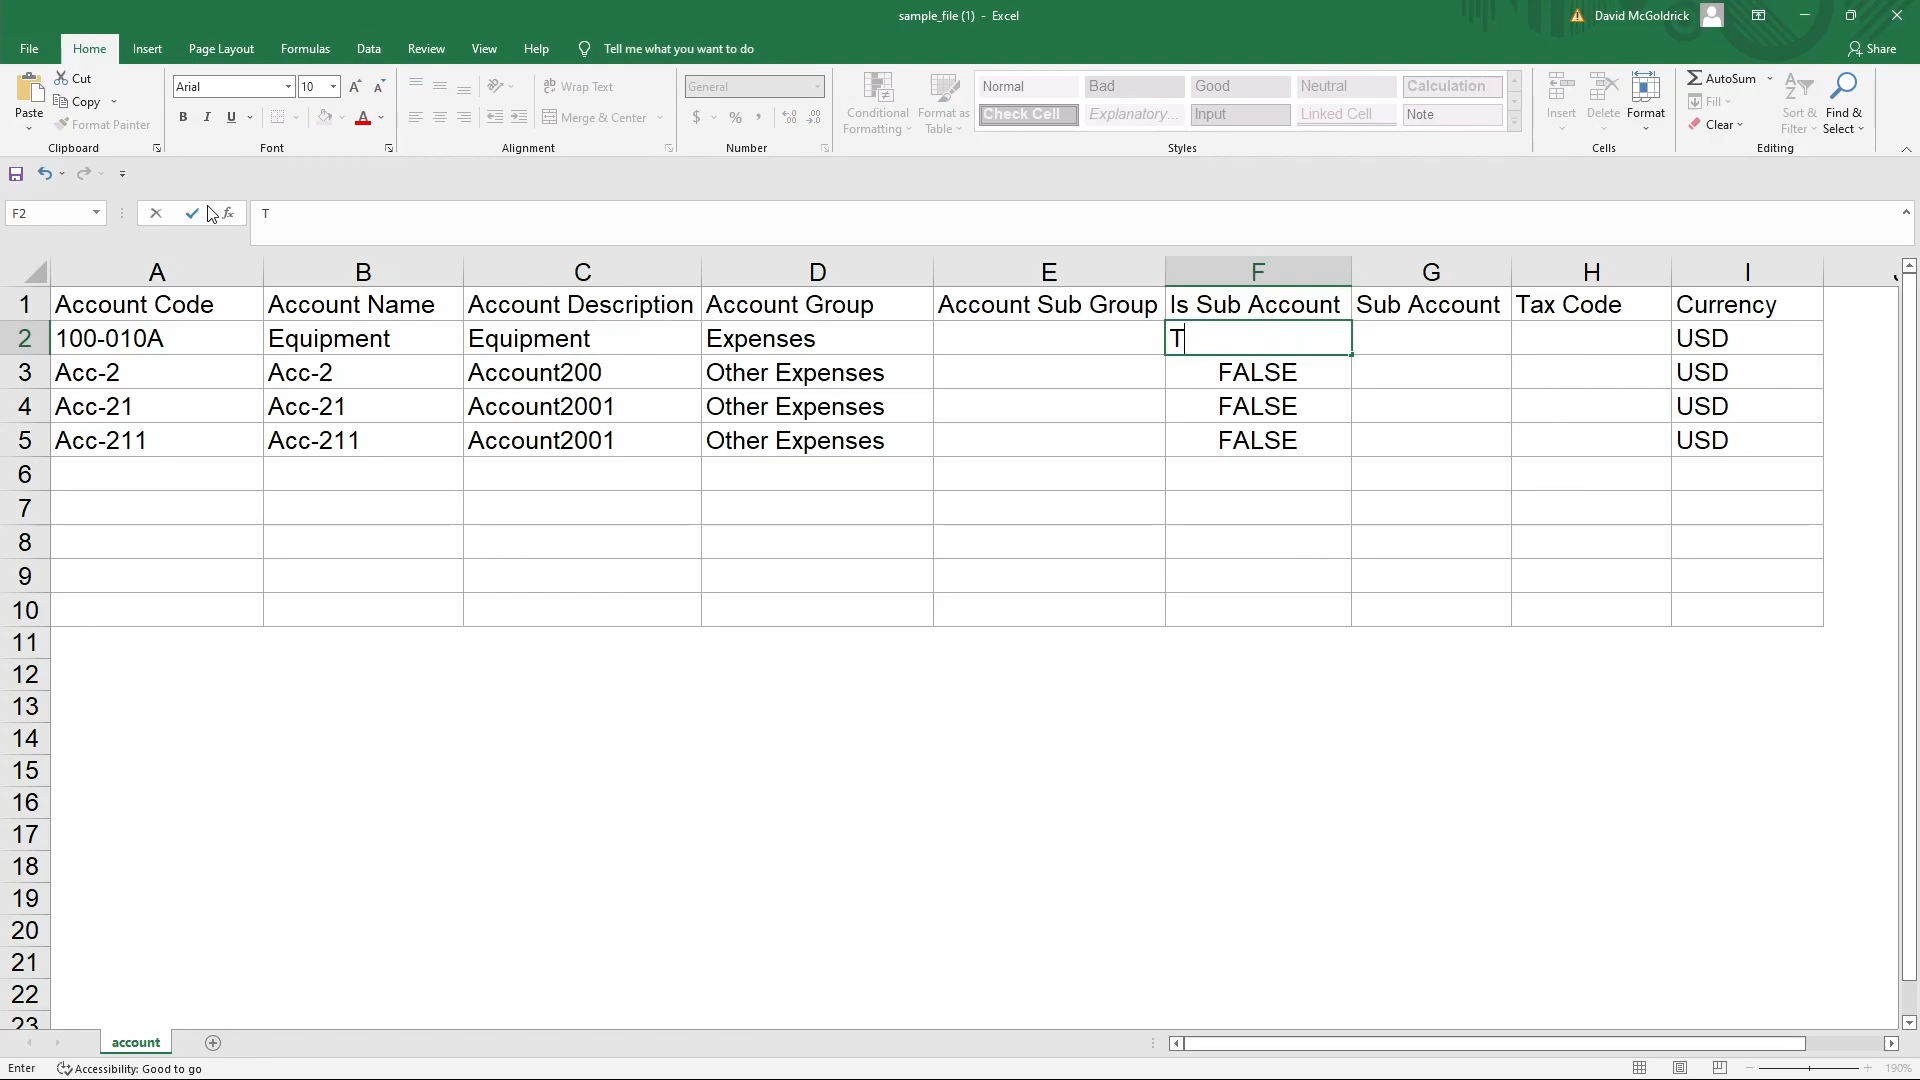 sample_file (1) - Excel
David McGoldrick
File Home Insert Page Layout Formulas Data Review View Help Tell me what you want to do Share
Paste
Cut
Copy
Format Painter
Clipboard
Arial 10
B I U A
Font
Wrap Text
Merge & Center
Alignment
General
$ % ,
Number
Conditional Formatting
Format as Table
Normal Bad Good Neutral Calculation
Check Cell Explanatory... Input Linked Cell Note
Styles
Insert Delete Format
Cells
AutoSum
Fill
Clear
Sort & Filter
Find & Select
Editing
F2 fx T
A B C D E F G H I
1 Account Code Account Name Account Description Account Group Account Sub Group Is Sub Account Sub Account Tax Code Currency
2 100-010A Equipment Equipment Expenses T USD
3 Acc-2 Acc-2 Account200 Other Expenses FALSE USD
4 Acc-21 Acc-21 Account2001 Other Expenses FALSE USD
5 Acc-211 Acc-211 Account2001 Other Expenses FALSE USD
6
7
8
9
10
11
12
13
14
15
16
17
18
19
20
21
22
23
account
Enter Accessibility: Good to go 190%